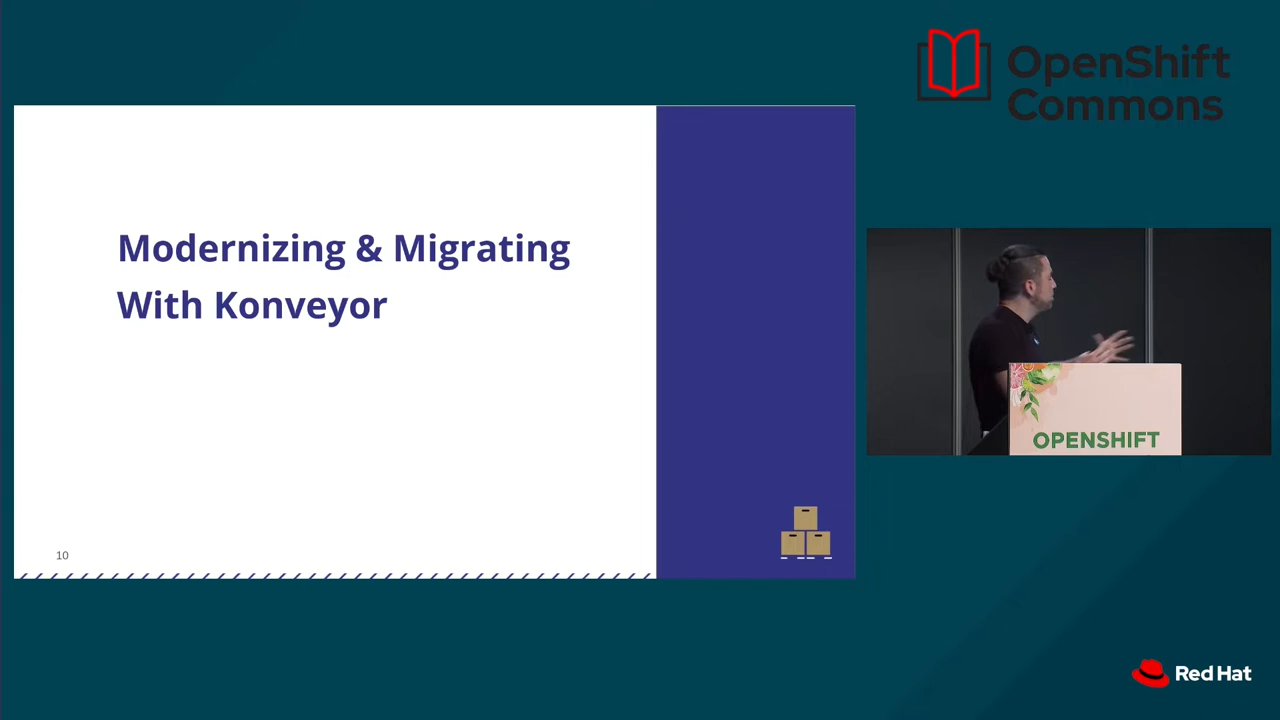 OpenShift
Commons
Modernizing & Migrating
With Konveyor
10
OPENSHIFT
Red Hat